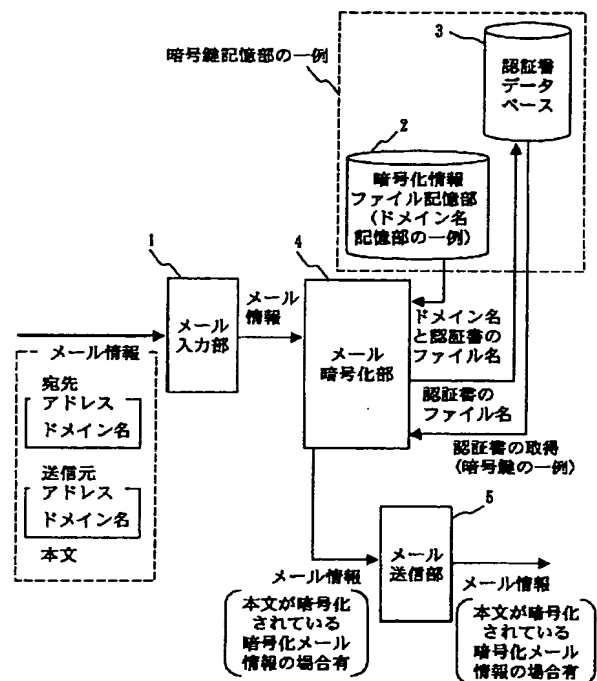 暗号鍵記憶部の一例
3
認証書
データ
ベース
2
暗号化情報
ファイル記憶部
(ドメイン名
記憶部の一例)
1
メール
入力部
メール
情報
4
メール
暗号化部
ドメイン名
と認証書の
ファイル名
認証書の
ファイル名
認証書の取得
(暗号鍵の一例)
メール情報
宛先
アドレス
ドメイン名
送信元
アドレス
ドメイン名
本文
5
メール
送信部
メール情報
本文が暗号化
されている
暗号化メール
情報の場合有
メール情報
本文が暗号化
されている
暗号化メール
情報の場合有